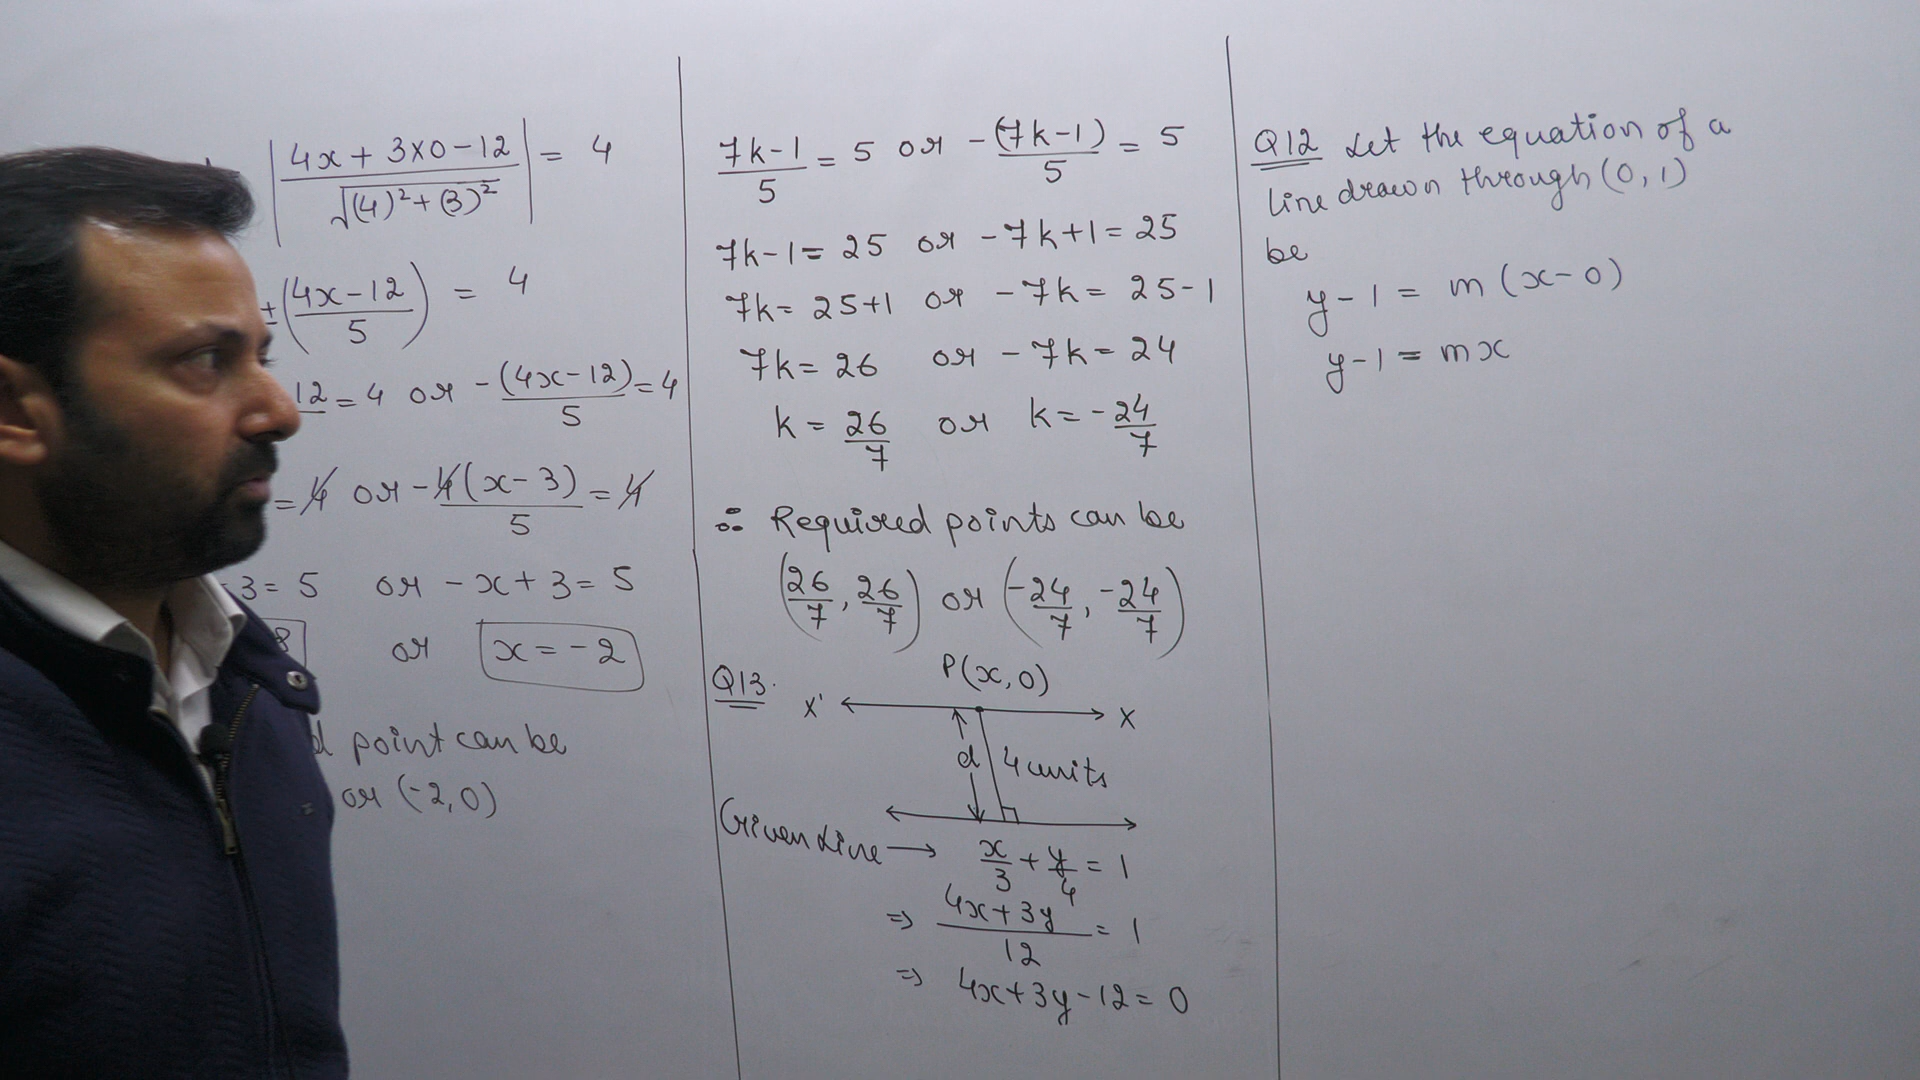 |4x + 3×0 - 12 / √((4)² + (3)²)| = 4
±((4x - 12)/5) = 4
12 = 4 or -(4x - 12)/5 = 4
= 4 or -4(x - 3)/5 = 4
3 = 5 or -x + 3 = 5
8 or x = -2
d point can be
or (-2, 0)
(7k - 1)/5 = 5 or -(7k - 1)/5 = 5
7k - 1 = 25 or -7k + 1 = 25
7k = 25 + 1 or -7k = 25 - 1
7k = 26 or -7k = 24
k = 26/7 or k = -24/7
∴ Required points can be
(26/7, 26/7) or (-24/7, -24/7)
Q13. P(x, 0)
X' X
d 4 units
Given Line → x/3 + y/4 = 1
⇒ (4x + 3y)/12 = 1
⇒ 4x + 3y - 12 = 0
Q12 Let the equation of a
line drawn through (0, 1)
be
y - 1 = m (x - 0)
y - 1 = mx